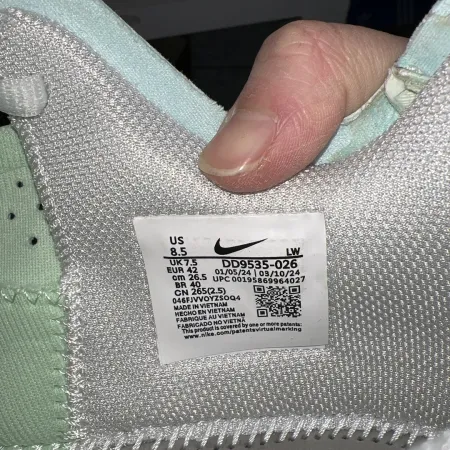 US
8.5
LW
UK 7.5
DD9535-026
EUR 42
01/05/24 | 03/10/24
cm 26.5
UPC 00195869964027
BR 40
CN 265(2.5)
046FJVVOYZSOQ4
MADE IN VIETNAM
HECHO EN VIETNAM
FABRIQUE AU VIETNAM
FABRICADO NO VIETNÃ
This product is covered by one or more patents:
www.nike.com/patentsvirtualmarking